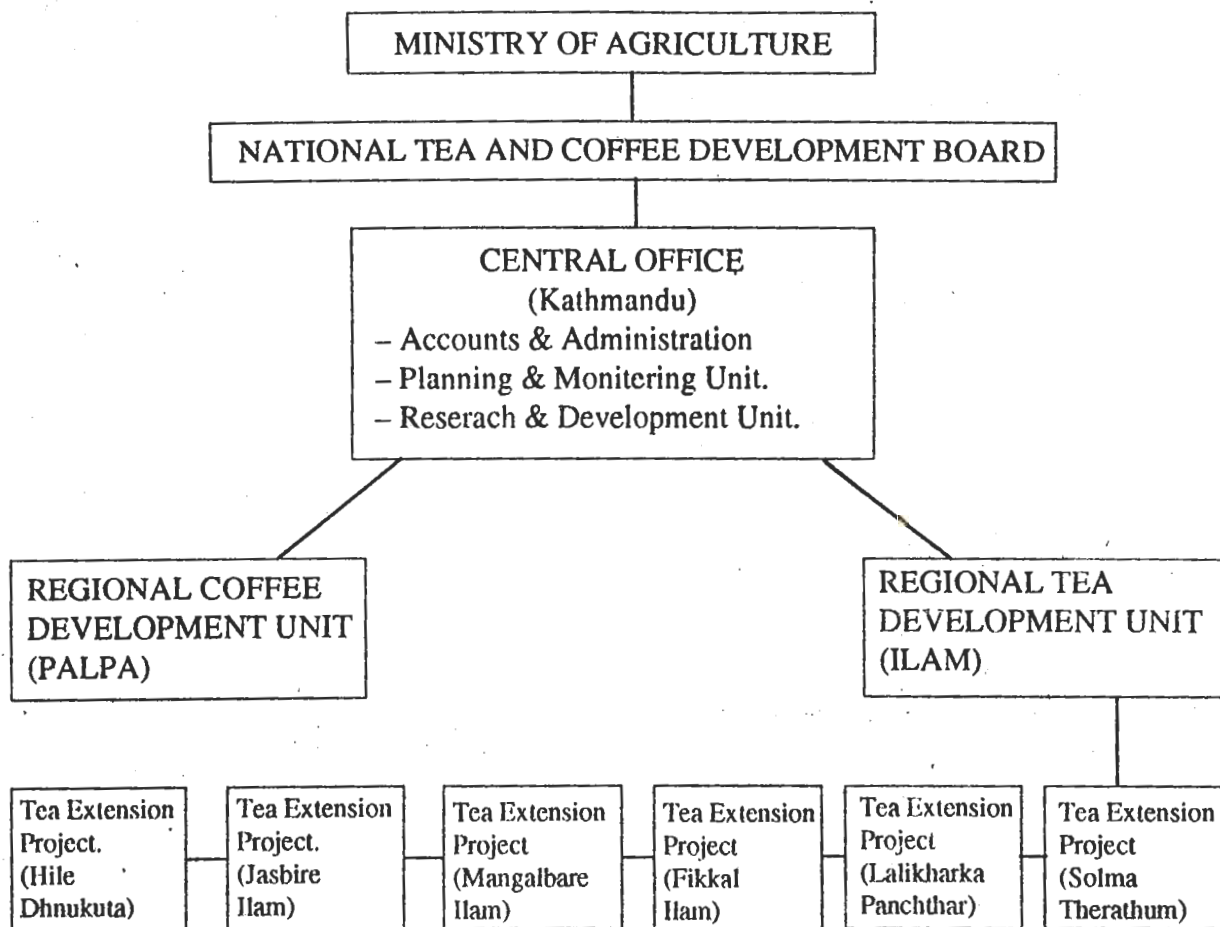 MINISTRY OF AGRICULTURE
NATIONAL TEA AND COFFEE DEVELOPMENT BOARD
CENTRAL OFFICE
(Kathmandu)
– Accounts & Administration
– Planning & Monitering Unit.
– Reserach & Development Unit.
REGIONAL COFFEE
DEVELOPMENT UNIT
(PALPA)
REGIONAL TEA
DEVELOPMENT UNIT
(ILAM)
Tea Extension
Project.
(Hile
Dhnukuta)
Tea Extension
Project.
(Jasbire
Ilam)
Tea Extension
Project
(Mangalbare
Ilam)
Tea Extension
Project
(Fikkal
Ilam)
Tea Extension
Project
(Lalikharka
Panchthar)
Tea Extension
Project
(Solma
Therathum)